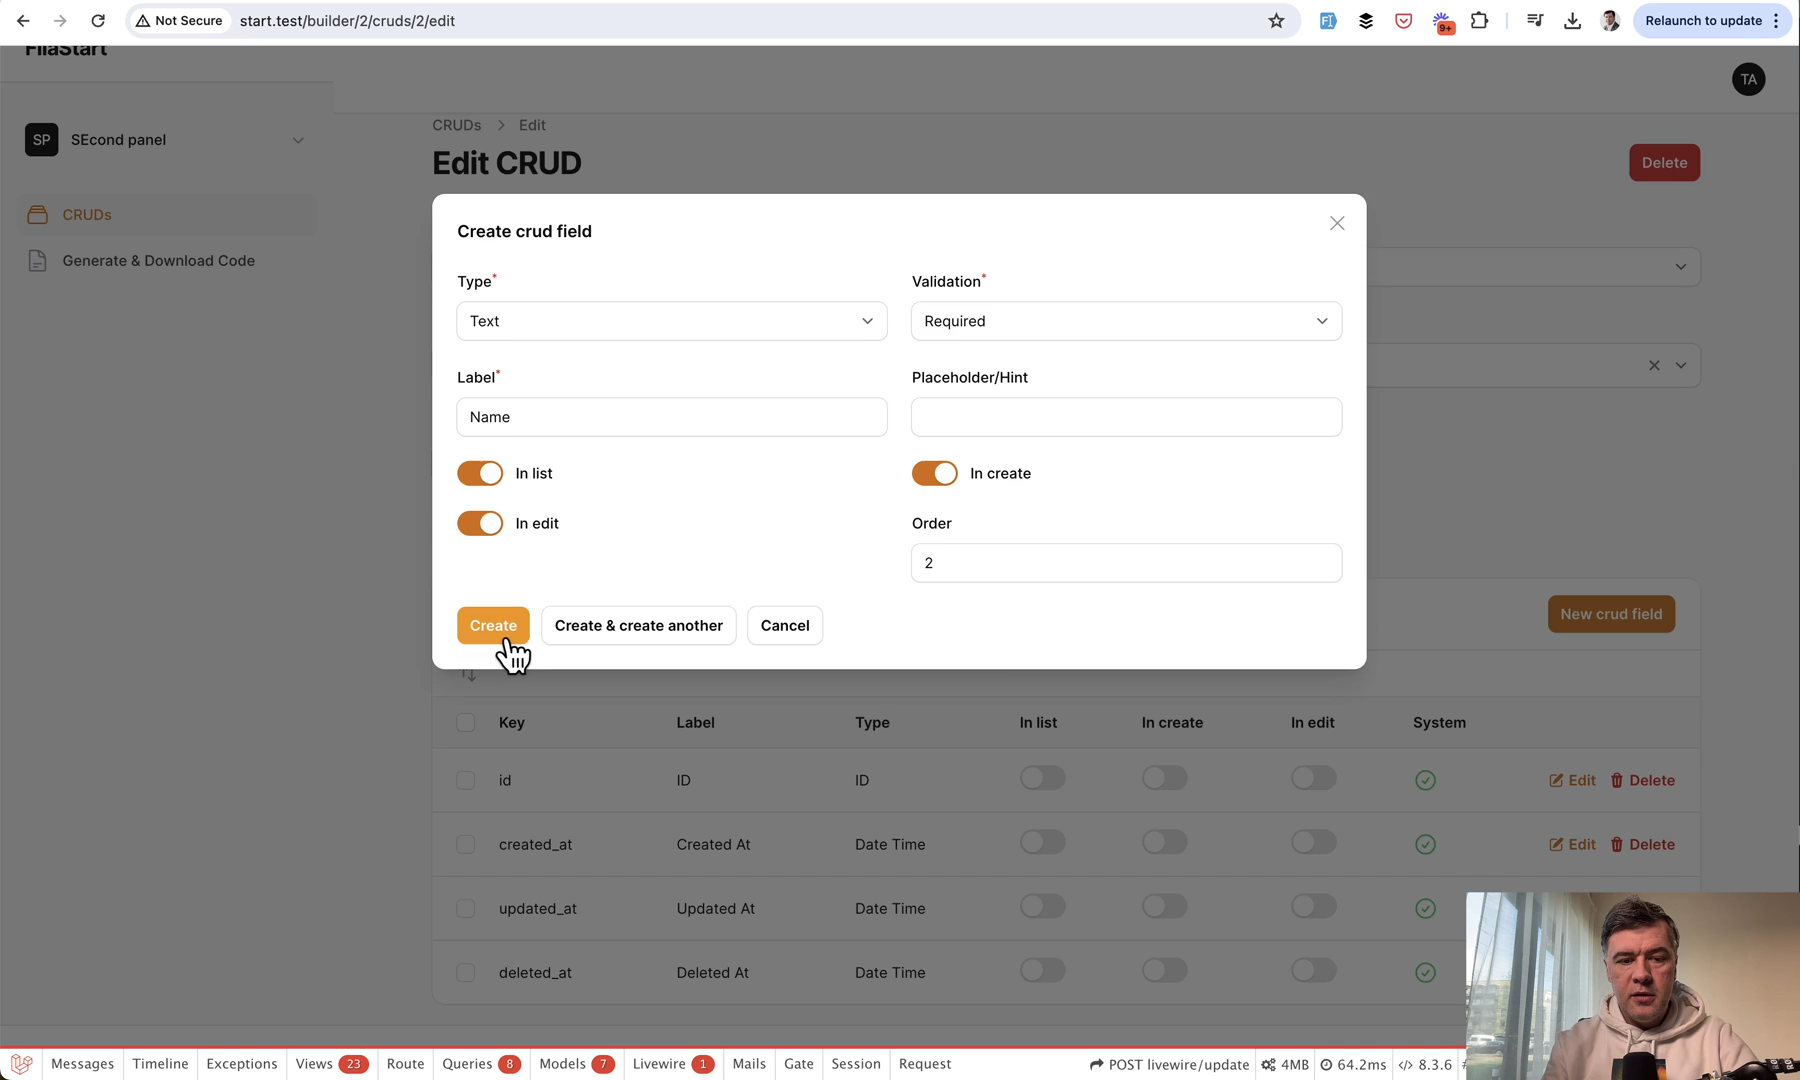 Not Secure
start.test/builder/2/cruds/2/edit
9+
Relaunch to update
FilaStart
TA
SP
SEcond panel
CRUDs
Generate & Download Code
CRUDs > Edit
Edit CRUD
Delete
Create crud field
Type*
Validation*
Text
Required
Label*
Placeholder/Hint
Name
In list
In create
In edit
Order
2
Create
Create & create another
Cancel
New crud field
Key
Label
Type
In list
In create
In edit
System
id
ID
ID
Edit
Delete
created_at
Created At
Date Time
Edit
Delete
updated_at
Updated At
Date Time
deleted_at
Deleted At
Date Time
Messages
Timeline
Exceptions
Views 23
Route
Queries 8
Models 7
Livewire 1
Mails
Gate
Session
Request
POST livewire/update
4MB
64.2ms
8.3.6